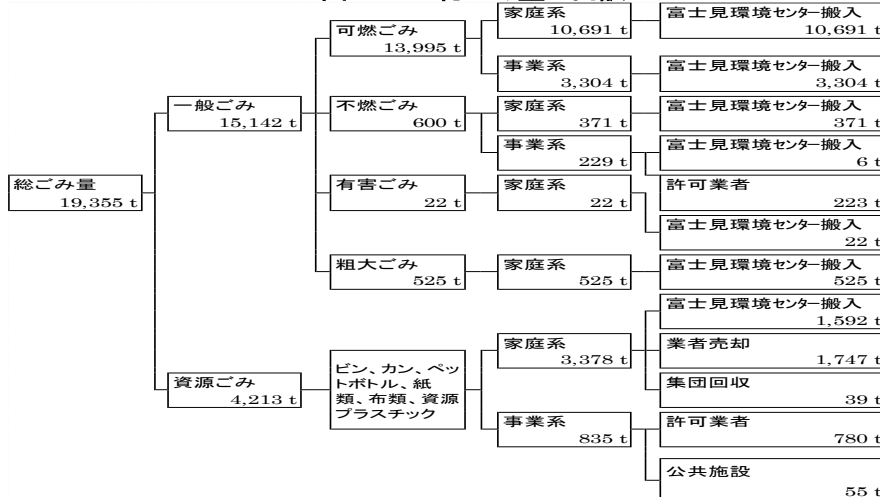 家庭系
10,691 t
富士見環境センター搬入
10,691 t
可燃ごみ
13,995 t
事業系
3,304 t
富士見環境センター搬入
3,304 t
一般ごみ
15,142 t
不燃ごみ
600 t
家庭系
371 t
富士見環境センター搬入
371 t
事業系
229 t
富士見環境センター搬入
6 t
総ごみ量
19,355 t
有害ごみ
22 t
家庭系
22 t
許可業者
223 t
富士見環境センター搬入
22 t
粗大ごみ
525 t
家庭系
525 t
富士見環境センター搬入
525 t
富士見環境センター搬入
1,592 t
家庭系
3,378 t
業者売却
1,747 t
資源ごみ
4,213 t
ビン、カン、ペッ
トボトル、紙
類、布類、資源
プラスチック
集団回収
39 t
事業系
835 t
許可業者
780 t
公共施設
55 t